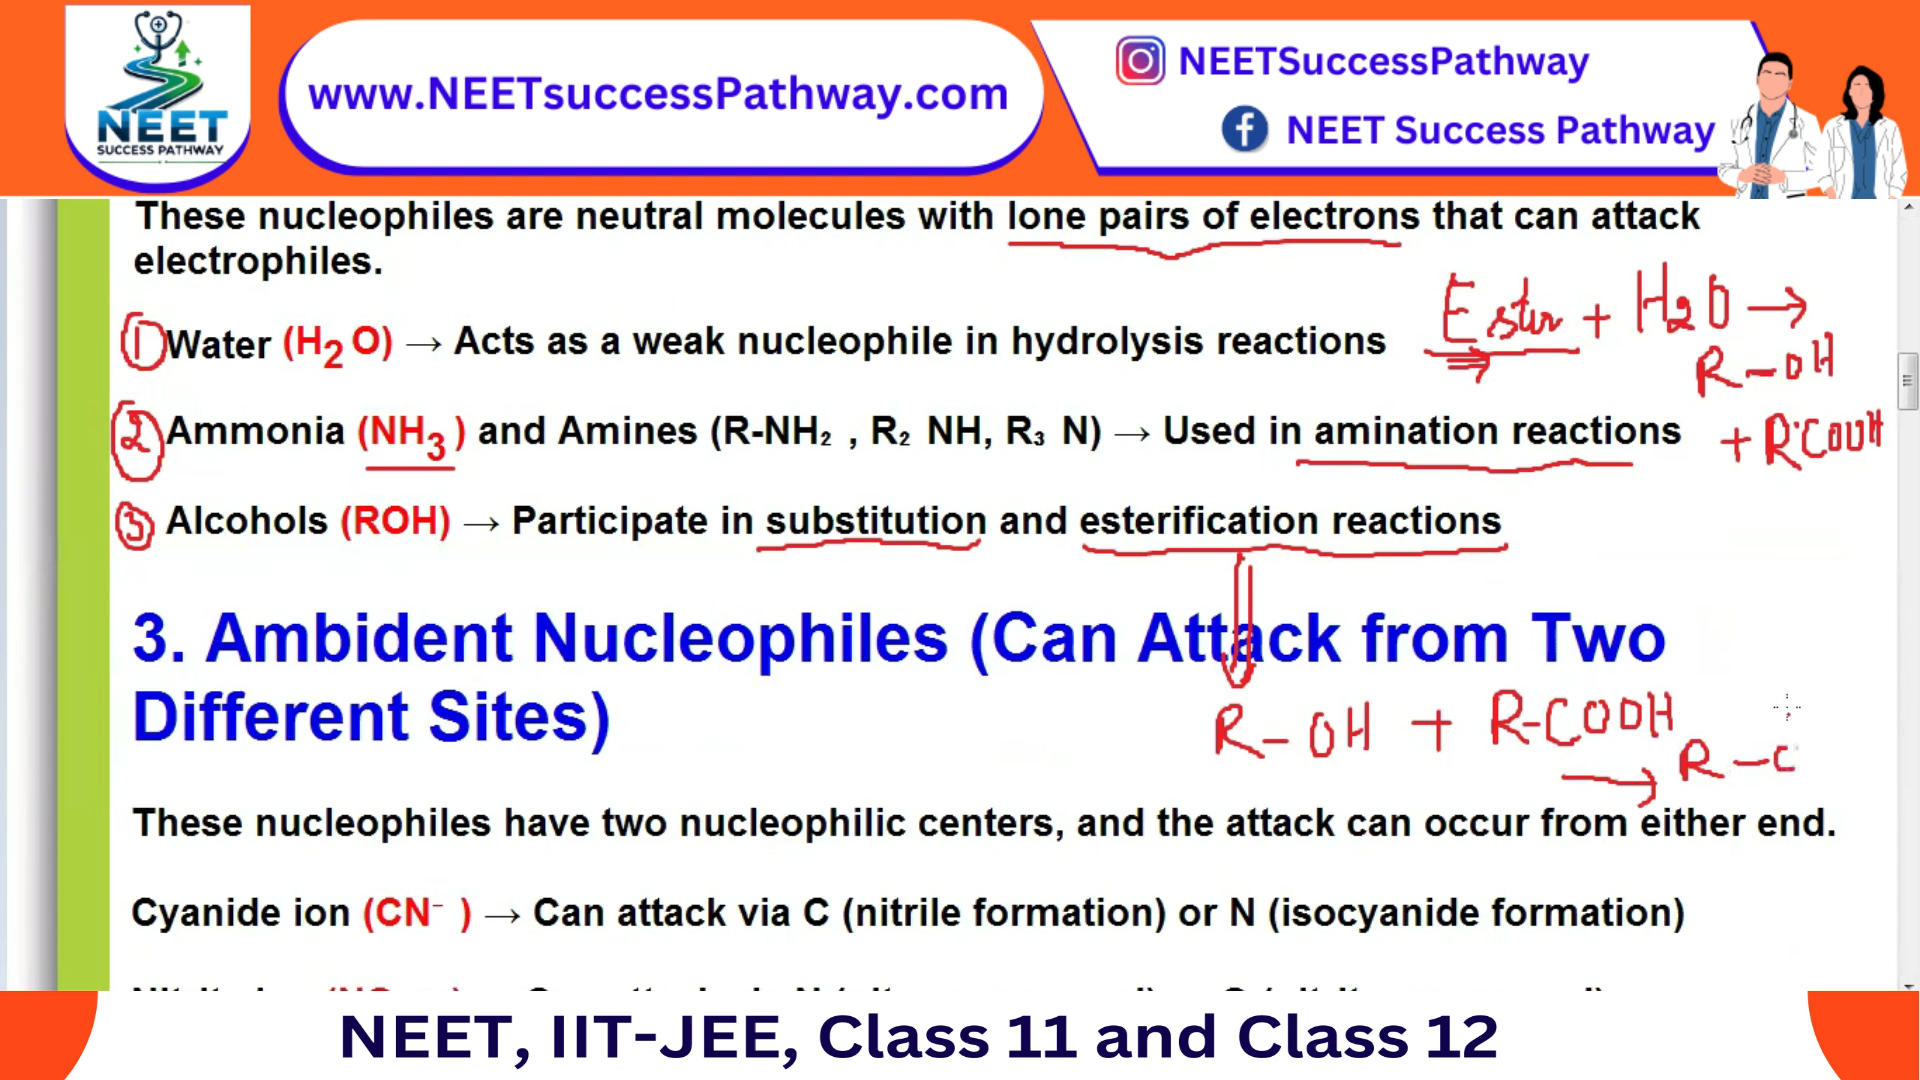 NEET
SUCCESS PATHWAY
www.NEETsuccessPathway.com
NEETSuccessPathway
NEET Success Pathway
These nucleophiles are neutral molecules with lone pairs of electrons that can attack
electrophiles.
① Water (H₂ O) → Acts as a weak nucleophile in hydrolysis reactions
Ester + H2O →
R-OH
+ R'COOH
② Ammonia (NH₃ ) and Amines (R-NH₂ , R₂ NH, R₃ N) → Used in amination reactions
③ Alcohols (ROH) → Participate in substitution and esterification reactions
3. Ambident Nucleophiles (Can Attack from Two
Different Sites)
R-OH + R-COOH
→ R-C
These nucleophiles have two nucleophilic centers, and the attack can occur from either end.
Cyanide ion (CN⁻ ) → Can attack via C (nitrile formation) or N (isocyanide formation)
NEET, IIT-JEE, Class 11 and Class 12